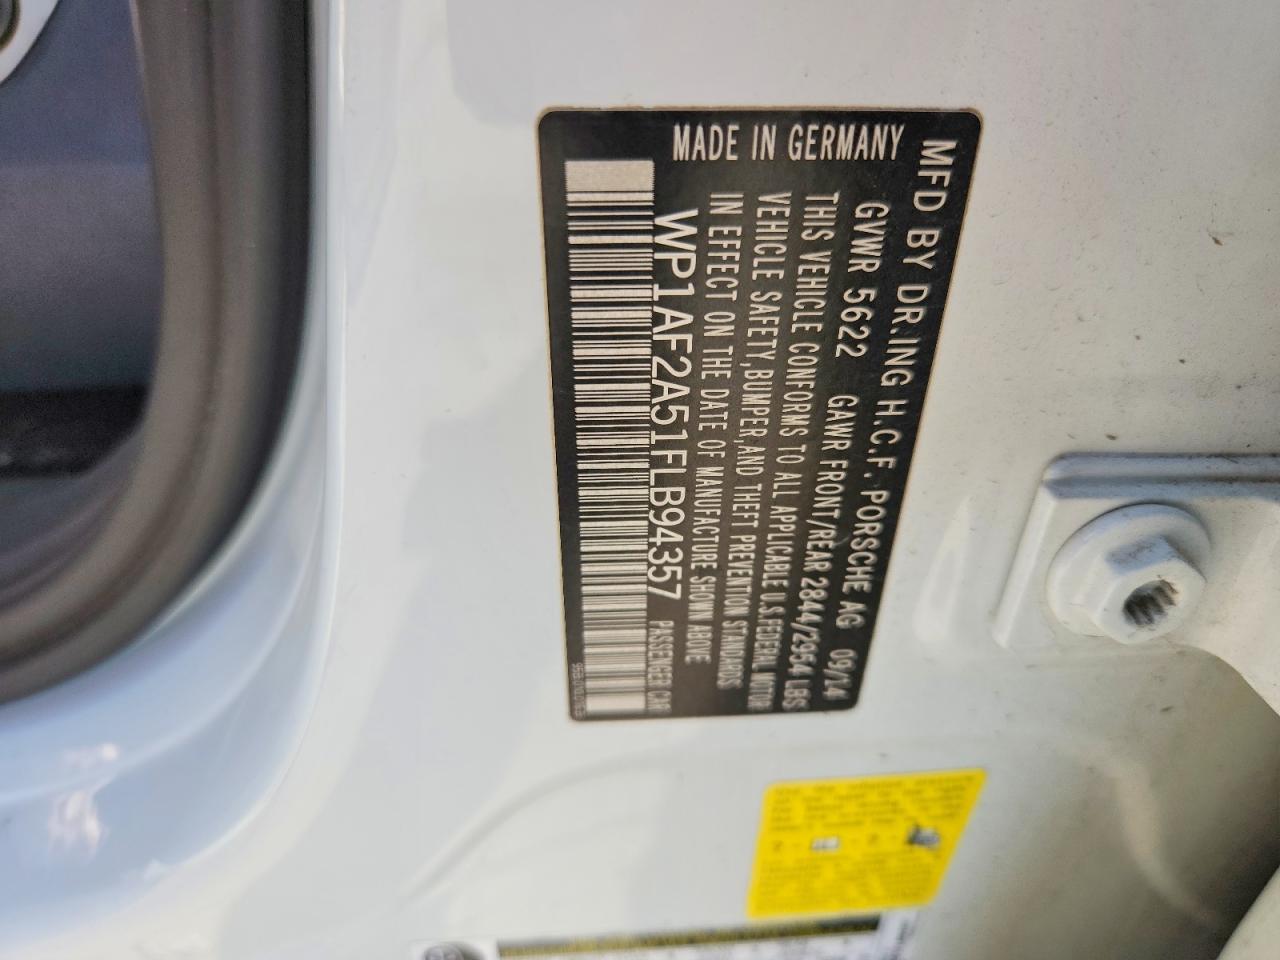 MFD BY DR.ING H.C.F. PORSCHE AG 09/14
GVWR 5622 GAWR FRONT/REAR 2844/2954 LBS
THIS VEHICLE CONFORMS TO ALL APPLICABLE U.S.FEDERAL MOTOR
VEHICLE SAFETY,BUMPER,AND THEFT PREVENTION STANDARDS
IN EFFECT ON THE DATE OF MANUFACTURE SHOWN ABOVE
WP1AF2A51FLB94357 PASSENGER CAR
MADE IN GERMANY